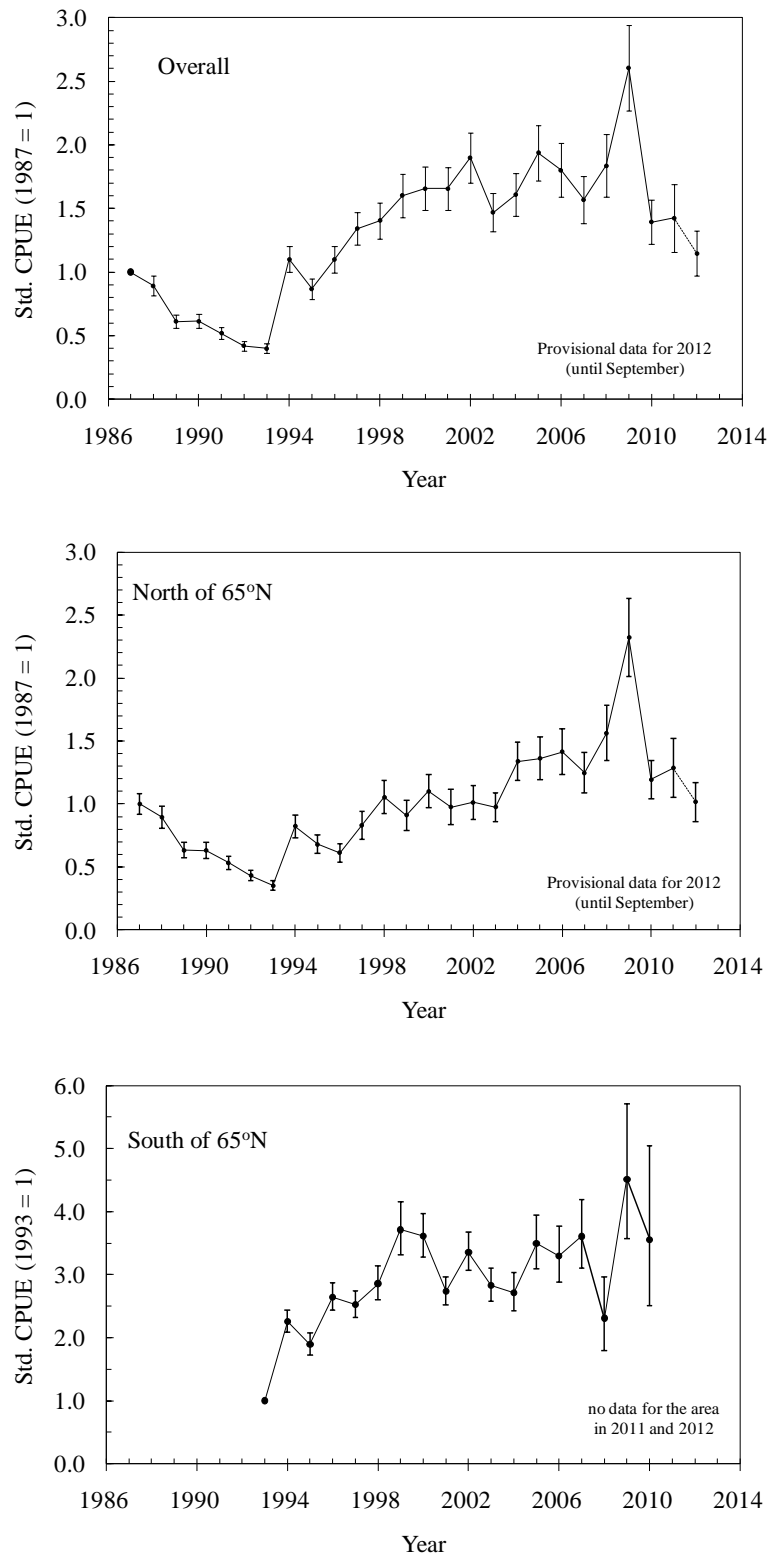 3.0
Overall
2.5
2.0
1.5
1.0
0.5
0.0
Std. CPUE (1987 = 1)
Provisional data for 2012
(until September)
1986 1990 1994 1998 2002 2006 2010 2014
Year
3.0
North of 65°N
2.5
2.0
1.5
1.0
0.5
0.0
Std. CPUE (1987 = 1)
Provisional data for 2012
(until September)
1986 1990 1994 1998 2002 2006 2010 2014
Year
6.0
South of 65°N
5.0
4.0
3.0
2.0
1.0
0.0
Std. CPUE (1993 = 1)
no data for the area
in 2011 and 2012
1986 1990 1994 1998 2002 2006 2010 2014
Year